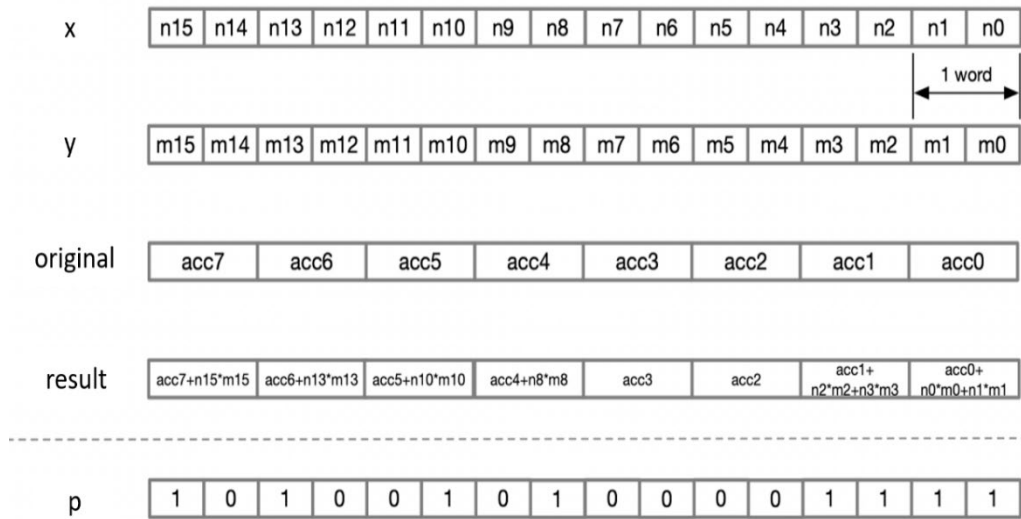 x n15 n14 n13 n12 n11 n10 n9 n8 n7 n6 n5 n4 n3 n2 n1 n0
1 word
y m15 m14 m13 m12 m11 m10 m9 m8 m7 m6 m5 m4 m3 m2 m1 m0
original acc7 acc6 acc5 acc4 acc3 acc2 acc1 acc0
result acc7+n15*m15 acc6+n13*m13 acc5+n10*m10 acc4+n8*m8 acc3 acc2 acc1+ n2*m2+n3*m3 acc0+ n0*m0+n1*m1
p 1 0 1 0 0 1 0 1 0 0 0 0 1 1 1 1